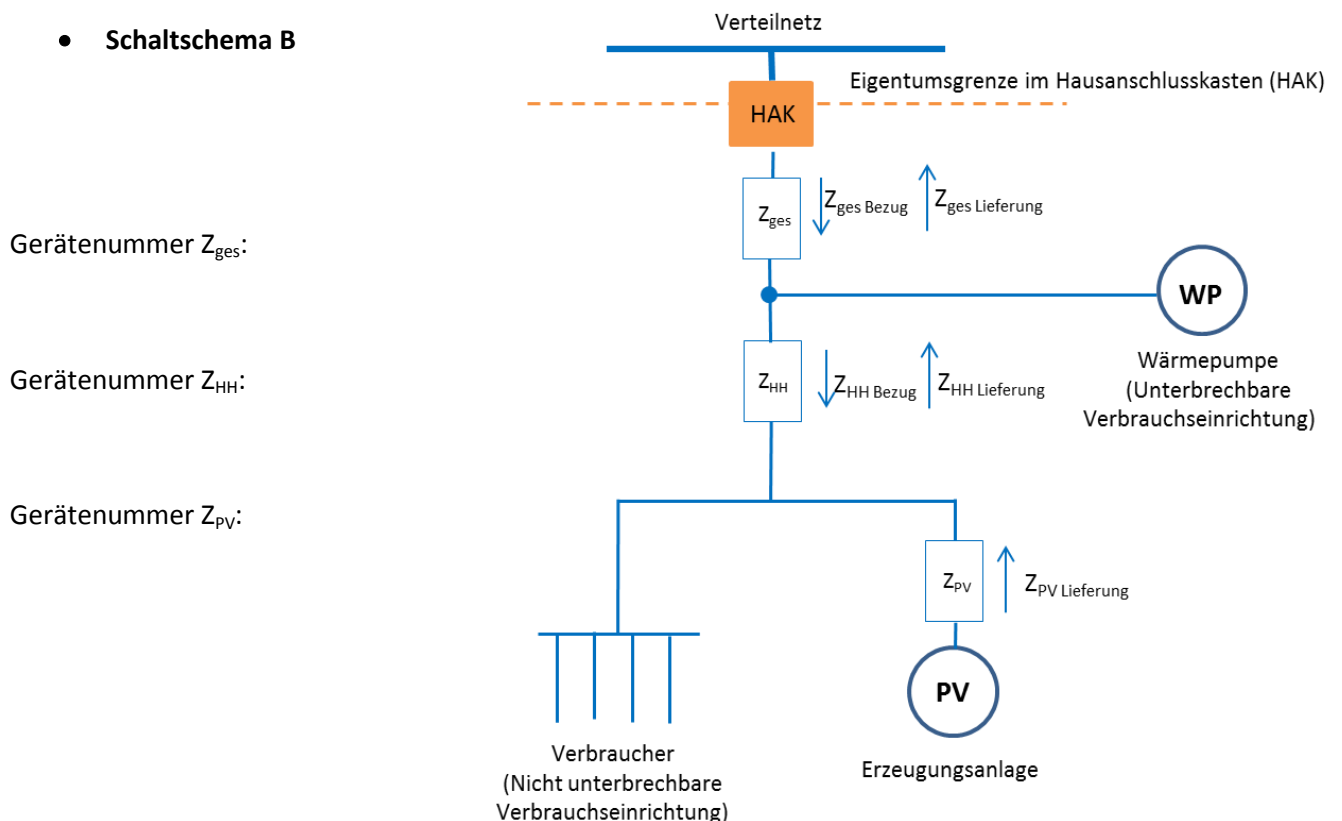 • Schaltschema B
Verteilnetz
Eigentumsgrenze im Hausanschlusskasten (HAK)
HAK
Zges
Zges Bezug
Zges Lieferung
Gerätenummer Zges:
WP
Wärmepumpe
(Unterbrechbare
Verbrauchseinrichtung)
Gerätenummer ZHH:
ZHH
ZHH Bezug
ZHH Lieferung
Gerätenummer ZPV:
ZPV
ZPV Lieferung
PV
Erzeugungsanlage
Verbraucher
(Nicht unterbrechbare
Verbrauchseinrichtung)